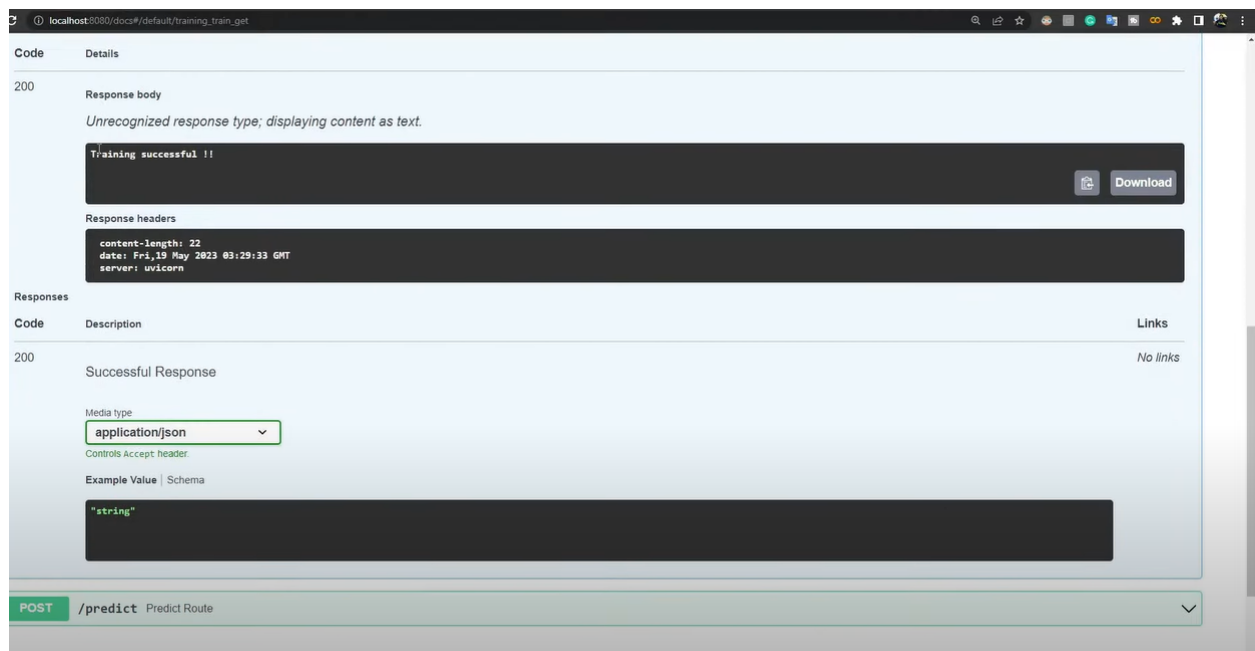 localhost:8080/docs#/default/training_train_get
Code Details
200
Response body
Unrecognized response type; displaying content as text.
Training successful !!
Download
Response headers
content-length: 22
date: Fri,19 May 2023 03:29:33 GMT
server: uvicorn
Responses
Code Description Links
200 No links
Successful Response
Media type
application/json
Controls Accept header.
Example Value Schema
"string"
POST /predict Predict Route